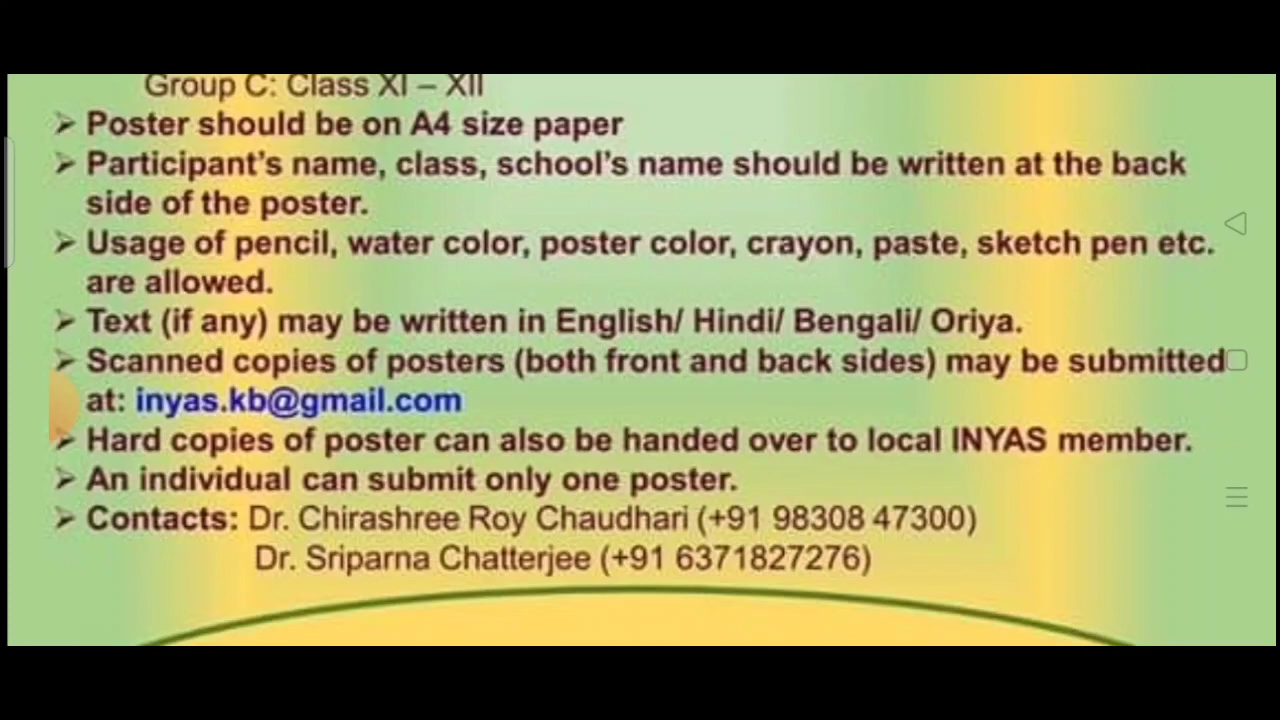 Group C: Class XI – XII
➢ Poster should be on A4 size paper
➢ Participant's name, class, school's name should be written at the back
side of the poster.
➢ Usage of pencil, water color, poster color, crayon, paste, sketch pen etc.
are allowed.
➢ Text (if any) may be written in English/ Hindi/ Bengali/ Oriya.
➢ Scanned copies of posters (both front and back sides) may be submitted
at: inyas.kb@gmail.com
➢ Hard copies of poster can also be handed over to local INYAS member.
➢ An individual can submit only one poster.
➢ Contacts: Dr. Chirashree Roy Chaudhari (+91 98308 47300)
Dr. Sriparna Chatterjee (+91 6371827276)